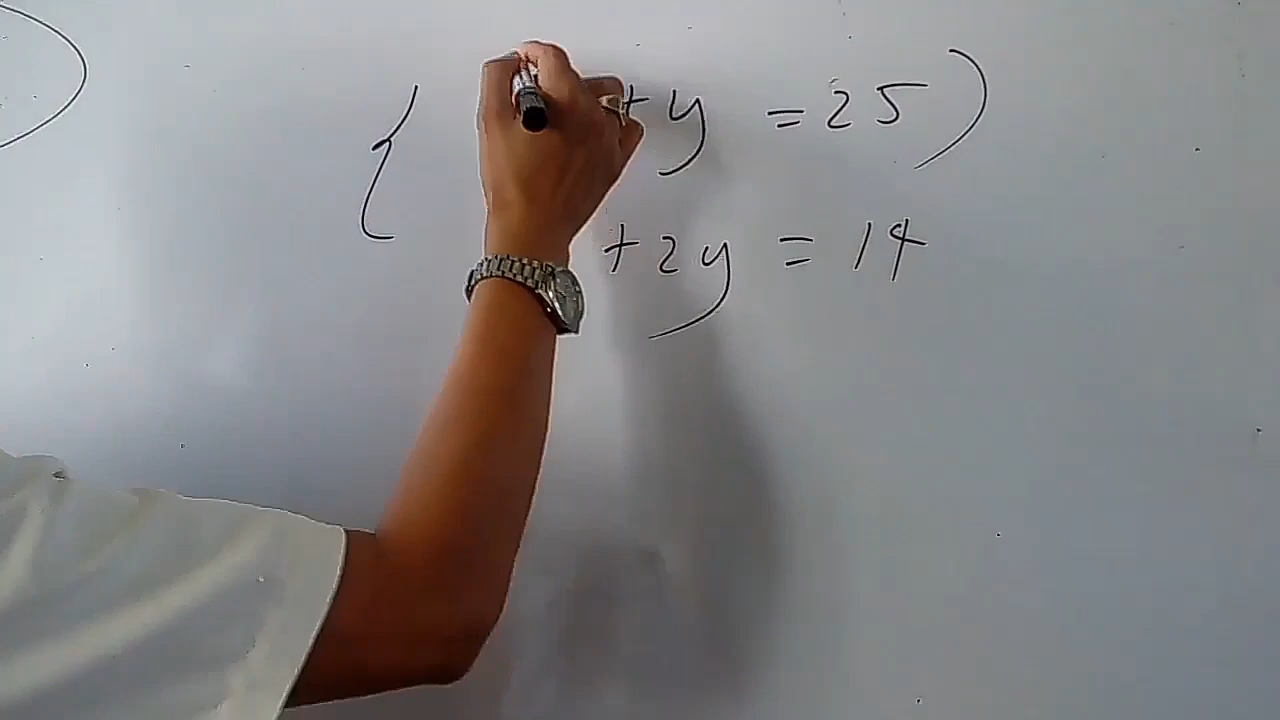 { +y = 25 )
+2y = 14